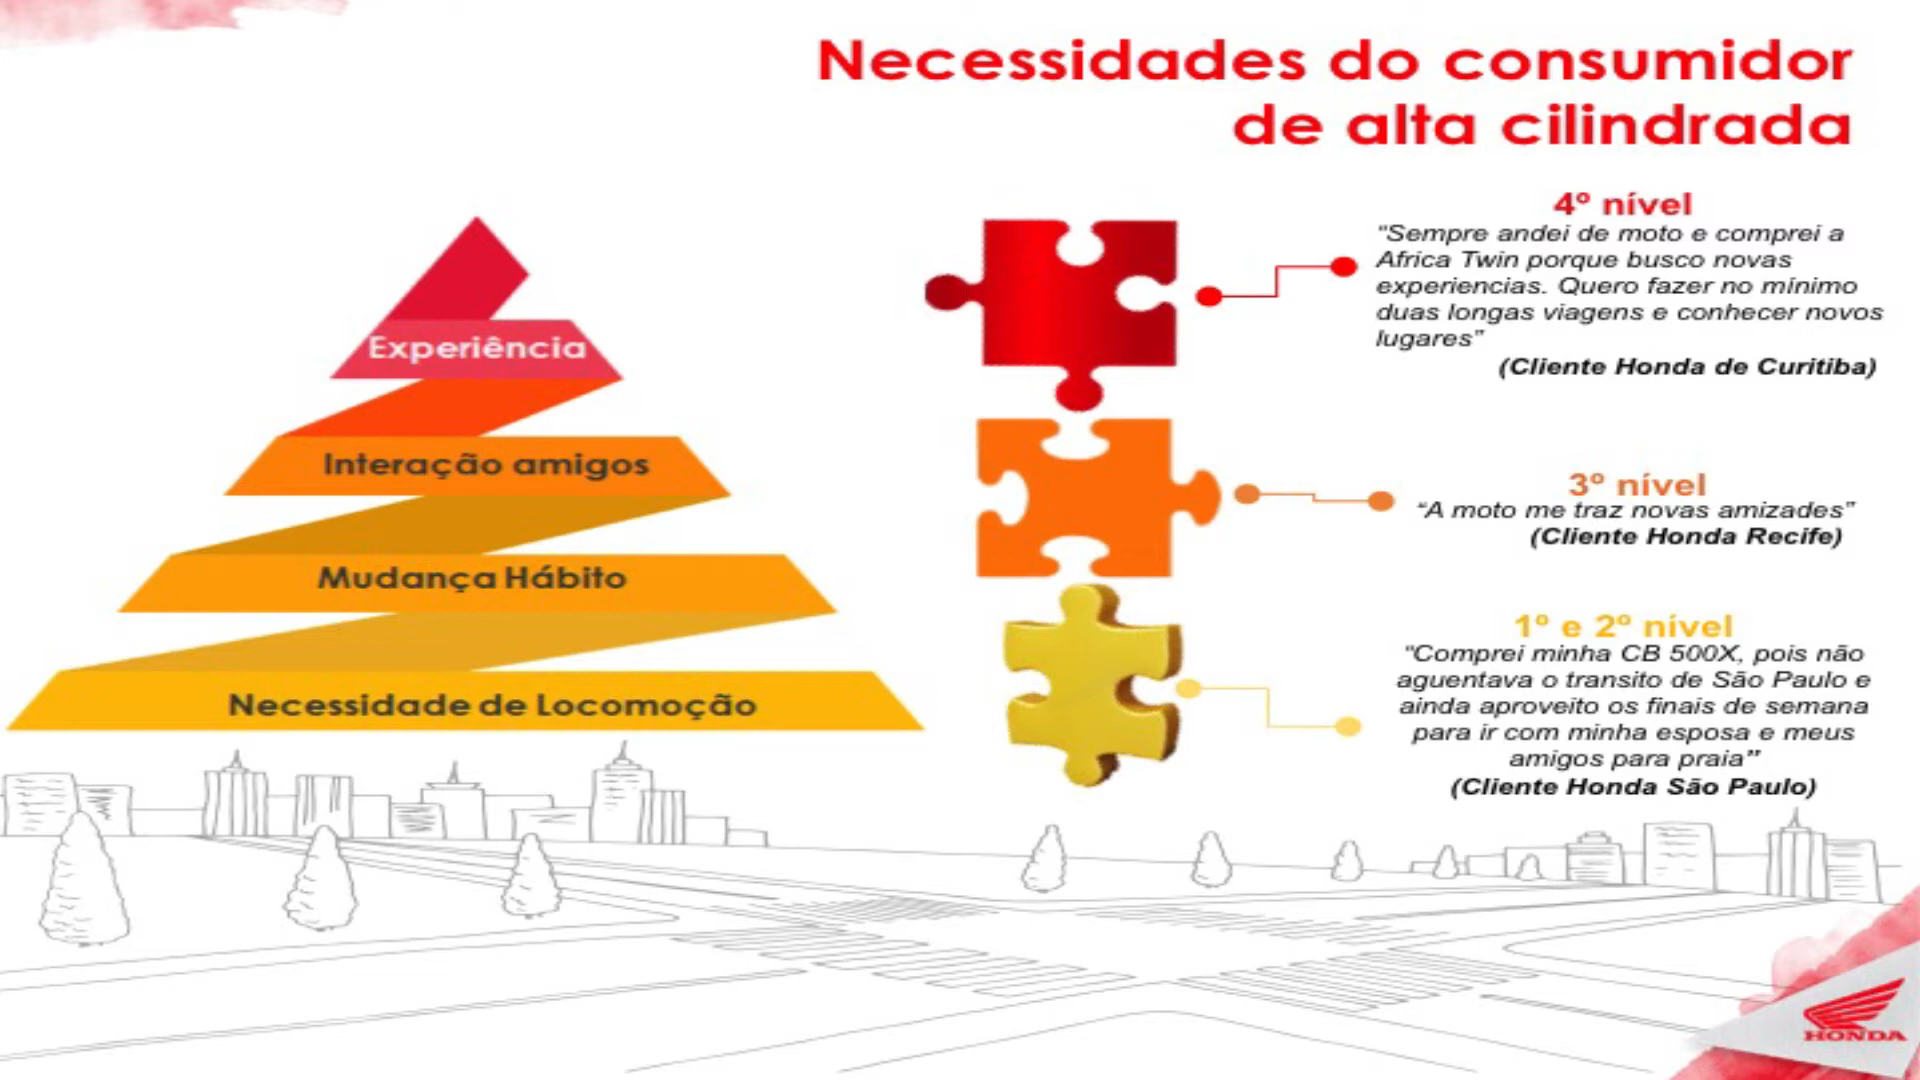 Necessidades do consumidor
de alta cilindrada
Experiência
Interação amigos
Mudança Hábito
Necessidade de Locomoção
4º nível
“Sempre andei de moto e comprei a
Africa Twin porque busco novas
experiencias. Quero fazer no mínimo
duas longas viagens e conhecer novos
lugares”
(Cliente Honda de Curitiba)
3º nível
“A moto me traz novas amizades”
(Cliente Honda Recife)
1º e 2º nível
“Comprei minha CB 500X, pois não
aguentava o transito de São Paulo e
ainda aproveito os finais de semana
para ir com minha esposa e meus
amigos para praia”
(Cliente Honda São Paulo)
HONDA